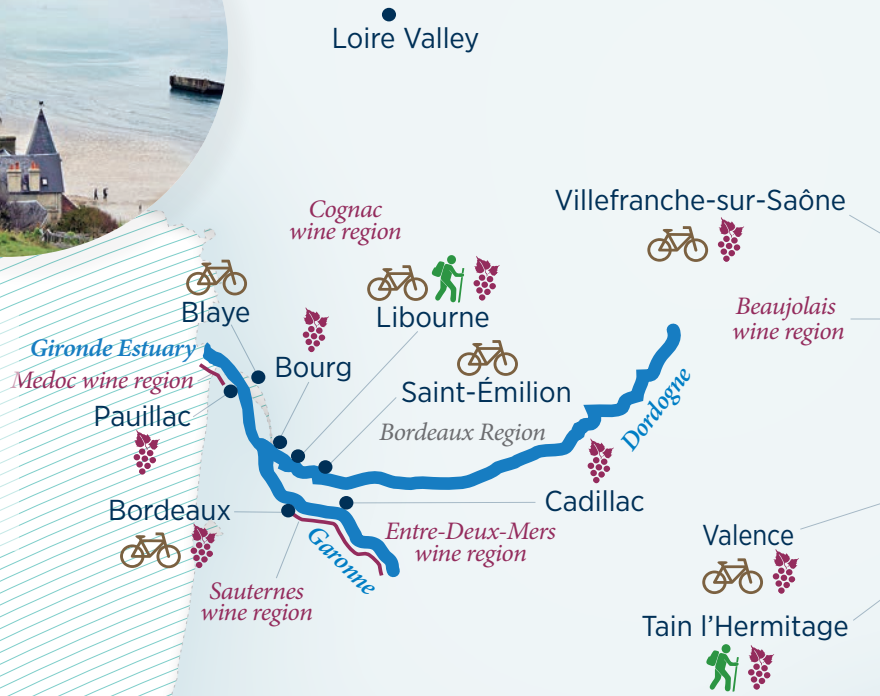 Loire Valley
Villefranche-sur-Saône
Cognac
wine region
Blaye
Libourne
Beaujolais
wine region
Gironde Estuary
Bourg
Medoc wine region
Saint-Émilion
Pauillac
Bordeaux Region
Dordogne
Cadillac
Bordeaux
Entre-Deux-Mers
wine region
Garonne
Valence
Sauternes
wine region
Tain l'Hermitage